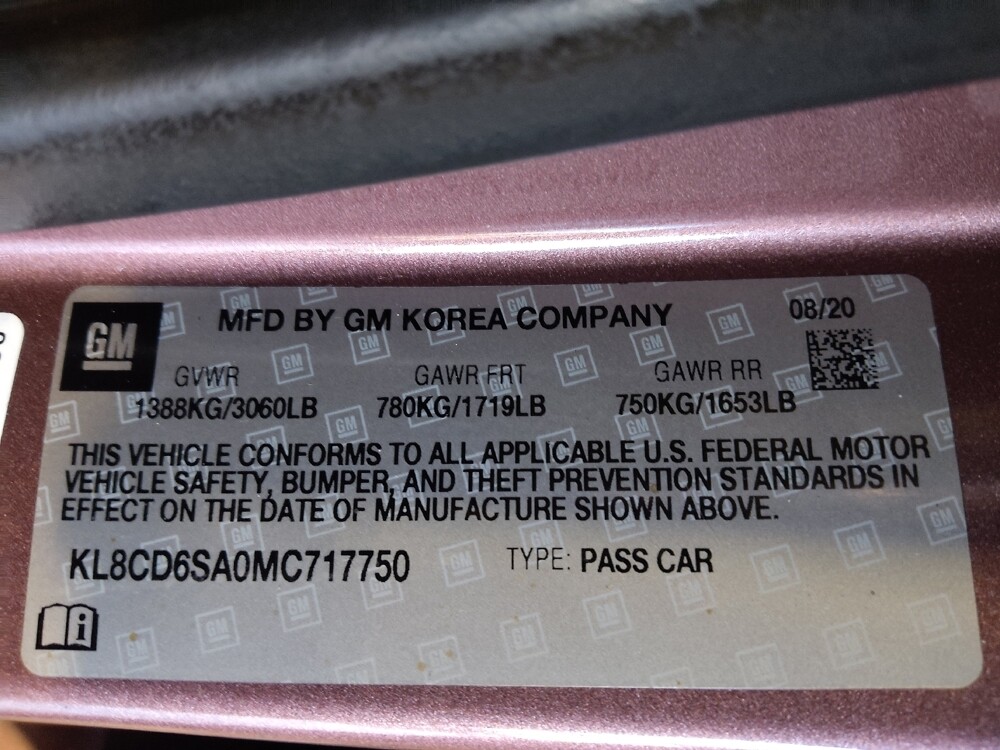 GM
MFD BY GM KOREA COMPANY
08/20
GVWR GAWR FRT GAWR RR
1388KG/3060LB 780KG/1719LB 750KG/1653LB
THIS VEHICLE CONFORMS TO ALL APPLICABLE U.S. FEDERAL MOTOR
VEHICLE SAFETY, BUMPER, AND THEFT PREVENTION STANDARDS IN
EFFECT ON THE DATE OF MANUFACTURE SHOWN ABOVE.
KL8CD6SA0MC717750 TYPE: PASS CAR
i